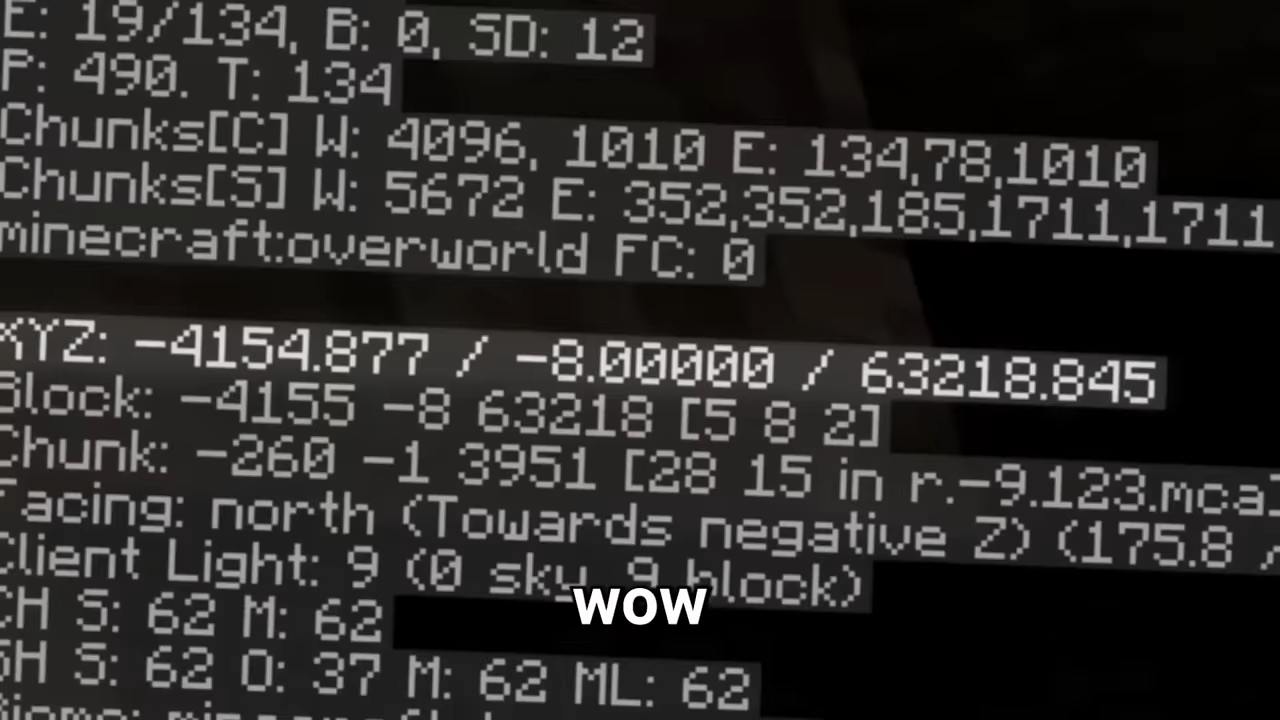 E: 19/134, B: 0, SD: 12
P: 490. T: 134
Chunks[C] W: 4096, 1010 E: 134,78,1010
Chunks[S] W: 5672 E: 352,352,185,1711,1711
minecraft:overworld FC: 0
XYZ: -4154.877 / -8.00000 / 63218.845
Block: -4155 -8 63218 [5 8 2]
Chunk: -260 -1 3951 [28 15 in r.-9.123.mca]
Facing: north (Towards negative Z) (175.8 /
Client Light: 9 (0 sky, 9 block)
wow
CH S: 62 M: 62
SH S: 62 O: 37 M: 62 ML: 62